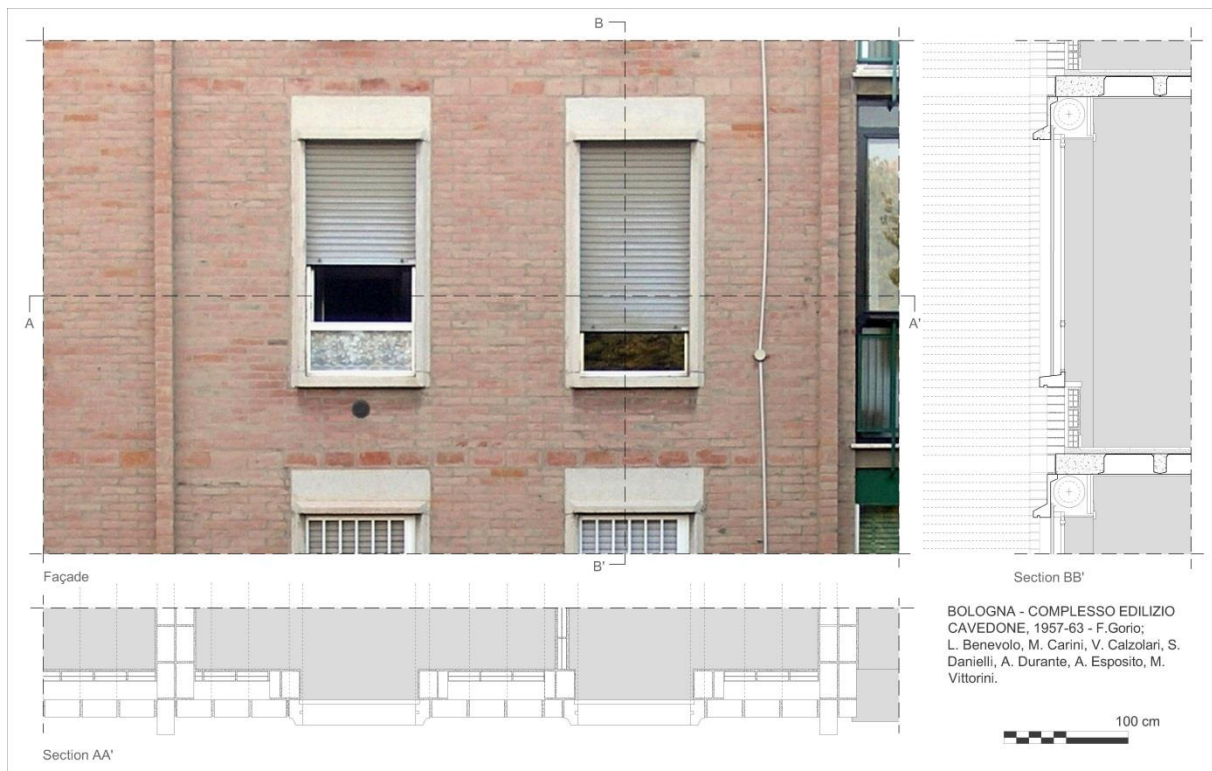 B
A
A'
B'
Façade
Section BB'
BOLOGNA - COMPLESSO EDILIZIO
CAVEDONE, 1957-63 - F.Gorio;
L. Benevolo, M. Carini, V. Calzolari, S.
Danielli, A. Durante, A. Esposito, M.
Vittorini.
100 cm
Section AA'